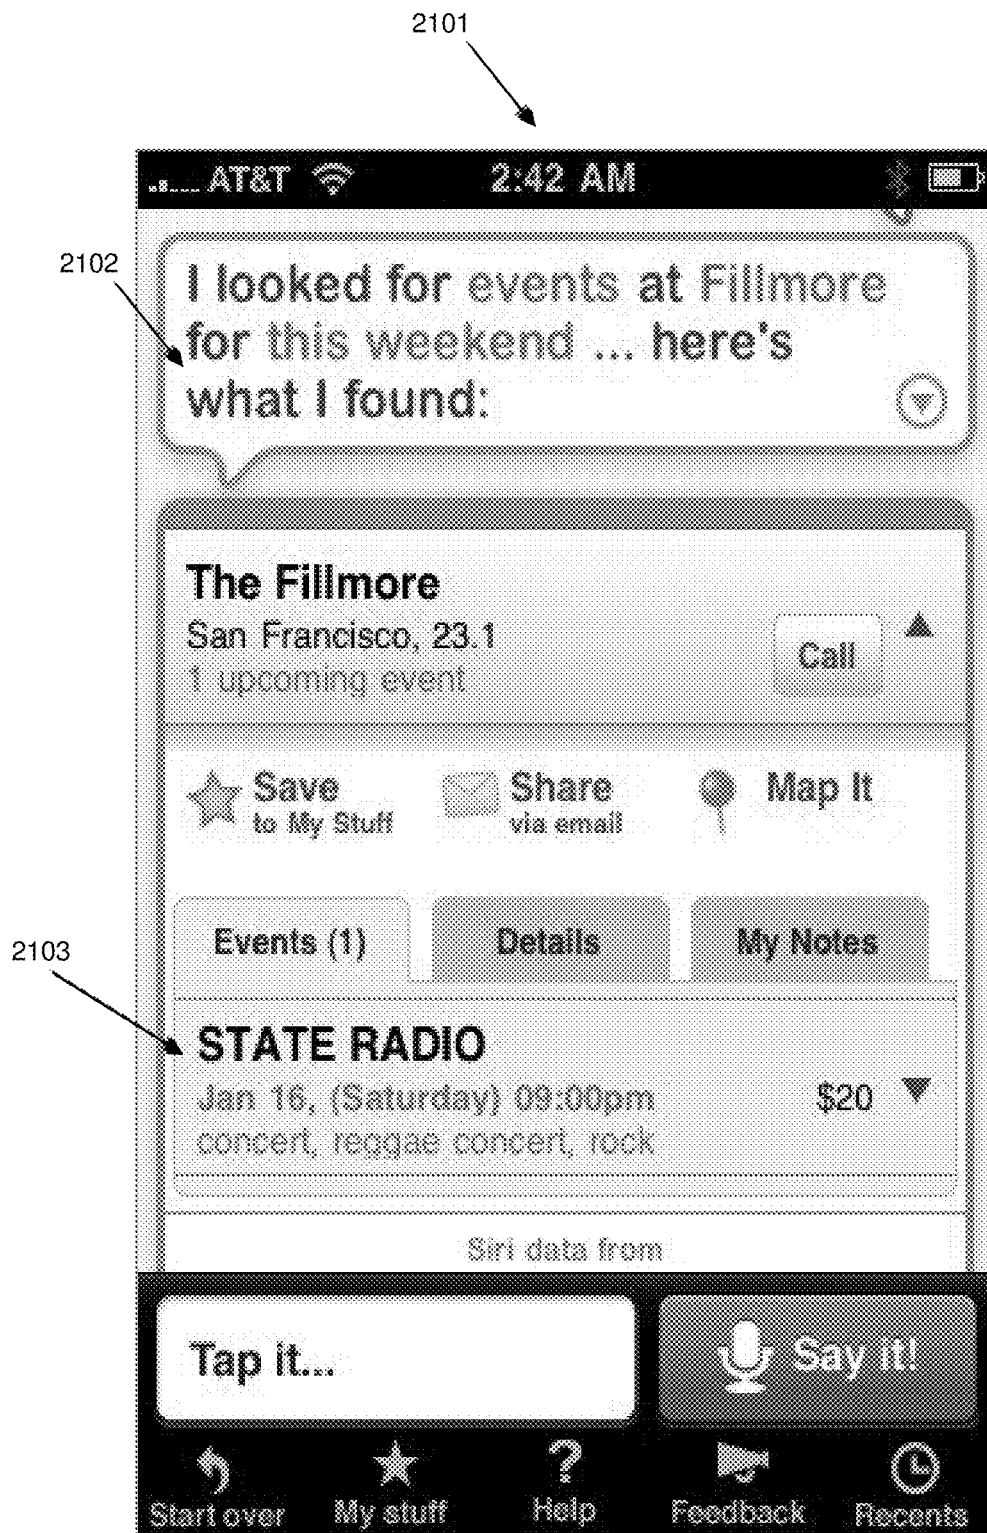 2101
AT&T 2:42 AM
2102
I looked for events at Fillmore
for this weekend ... here's
what I found:
The Fillmore
San Francisco, 23.1
1 upcoming event
Call
Save
to My Stuff
Share
via email
Map It
Events (1) Details My Notes
2103
STATE RADIO
Jan 16, (Saturday) 09:00pm
$20
concert, reggae concert, rock
Siri data from
Tap it...
Say it!
Start over My stuff Help Feedback Recents